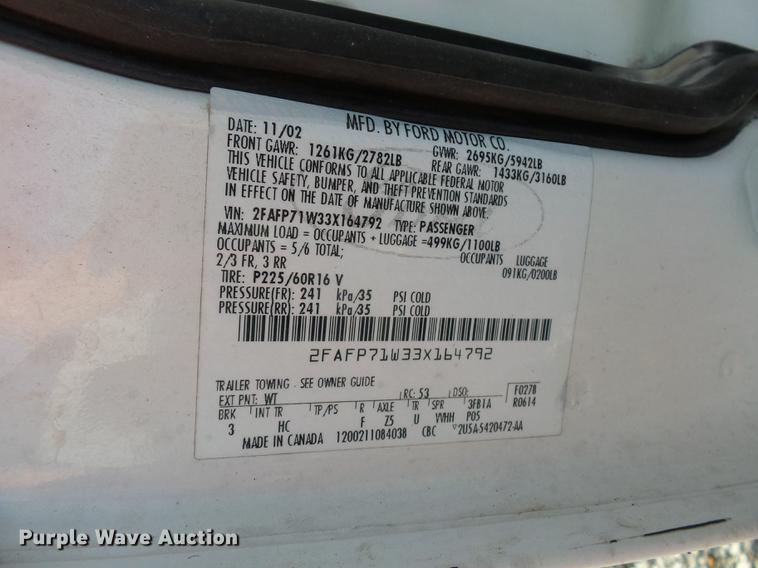 MFD. BY FORD MOTOR CO.
DATE: 11/02 GVWR: 2695KG/5942LB
FRONT GAWR: 1261KG/2782LB REAR GAWR: 1433KG/3160LB
THIS VEHICLE CONFORMS TO ALL APPLICABLE FEDERAL MOTOR
VEHICLE SAFETY, BUMPER, AND THEFT PREVENTION STANDARDS
IN EFFECT ON THE DATE OF MANUFACTURE SHOWN ABOVE.
VIN: 2FAFP71W33X164792 TYPE: PASSENGER
MAXIMUM LOAD = OCCUPANTS + LUGGAGE =499KG/1100LB
OCCUPANTS = 5/6 TOTAL; OCCUPANTS LUGGAGE
2/3 FR, 3 RR 091KG/0200LB
TIRE: P225/60R16 V
PRESSURE(FR): 241 kPa/35 PSI COLD
PRESSURE(RR): 241 kPa/35 PSI COLD
2FAFP71W33X164792
TRAILER TOWING - SEE OWNER GUIDE
EXT PNT: WT RC: 53 DSO: F0278
BRK INT TR TP/PS R AXLE TR SPR 3FB1A R0614
3 HC F Z5 U VVHH POS
MADE IN CANADA 1200211084038 CBC 2U5A-5420472-AA
Purple Wave Auction